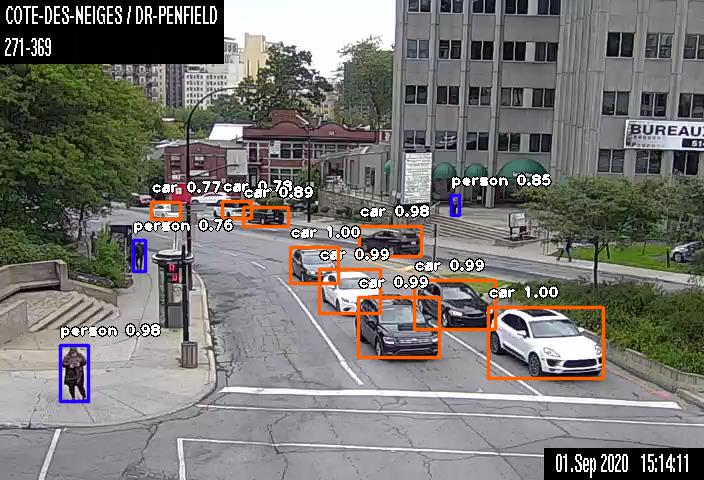 COTE-DES-NEIGES / DR-PENFIELD
271-369
person 0.85
car 0.77
car 0.78
car 0.89
car 0.98
person 0.76
car 1.00
car 0.99
car 0.99
car 0.99
car 1.00
person 0.98
BUREAU
01.Sep 2020 15:14:11